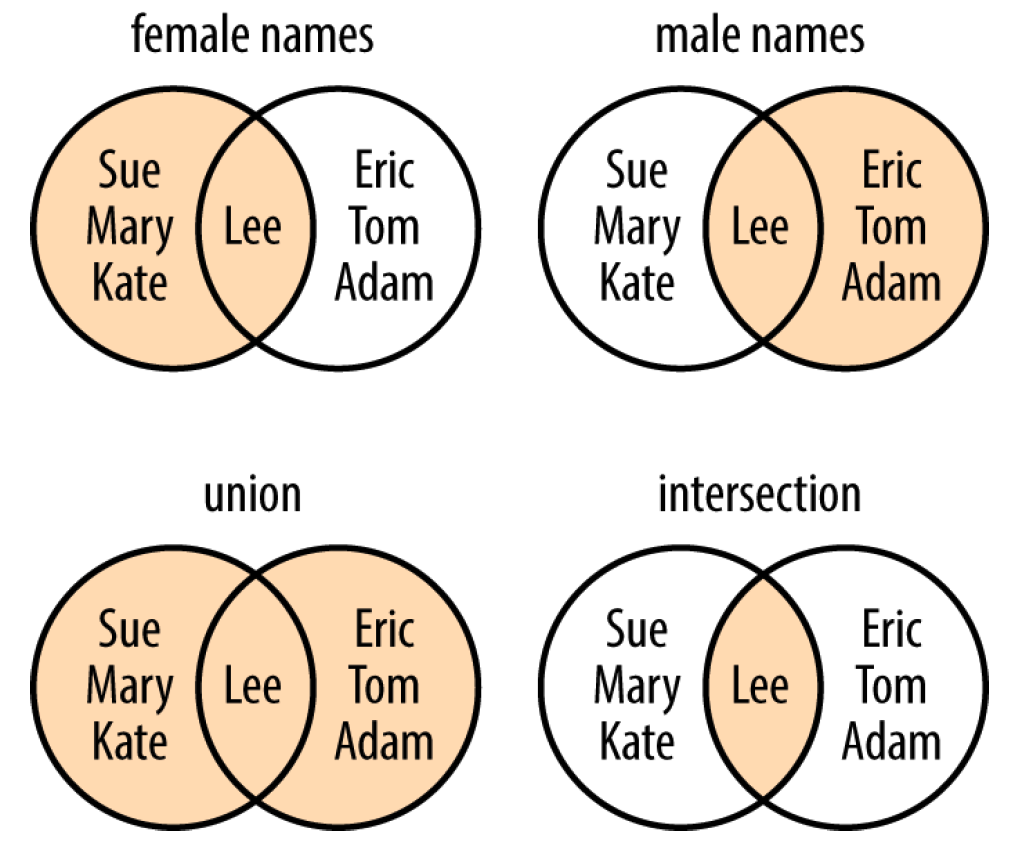 female names
Sue
Mary
Kate
Lee
Eric
Tom
Adam
male names
Sue
Mary
Kate
Lee
Eric
Tom
Adam
union
Sue
Mary
Kate
Lee
Eric
Tom
Adam
intersection
Sue
Mary
Kate
Lee
Eric
Tom
Adam